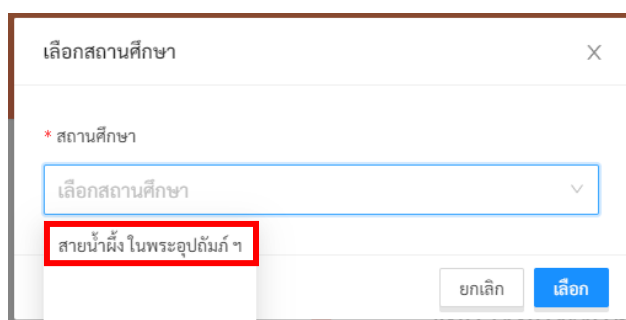 เลือกสถานศึกษา
* สถานศึกษา
เลือกสถานศึกษา
สายน้ำผึ้ง ในพระอุปถัมภ์ ฯ
ยกเลิก เลือก